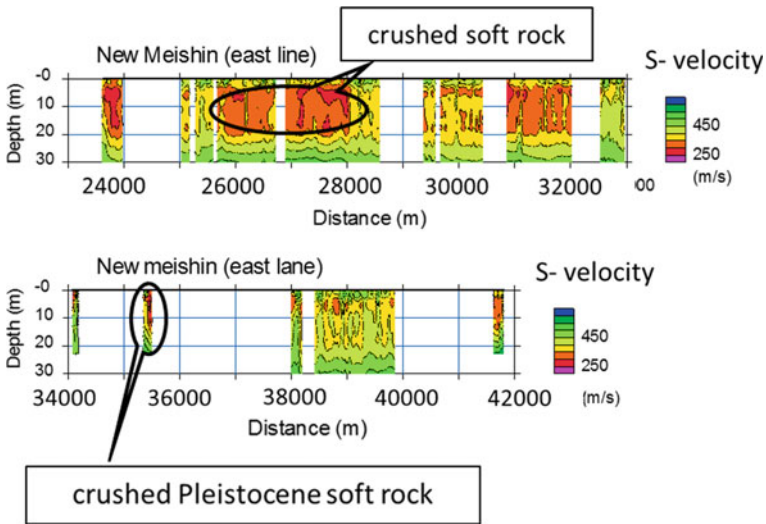 crushed soft rock
New Meishin (east line)
S- velocity
Depth (m)
-0
10
20
30
450
250
(m/s)
24000 26000 28000 30000 32000 00
Distance (m)
New meishin (east lane)
S- velocity
Depth (m)
-0
10
20
30
450
250
(m/s)
34000 36000 38000 40000 42000
Distance (m)
crushed Pleistocene soft rock